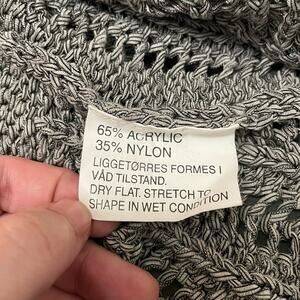 65% ACRYLIC
35% NYLON
LIGGETØRRES FORMES I
VÅD TILSTAND.
DRY FLAT. STRETCH TO
SHAPE IN WET CONDITION